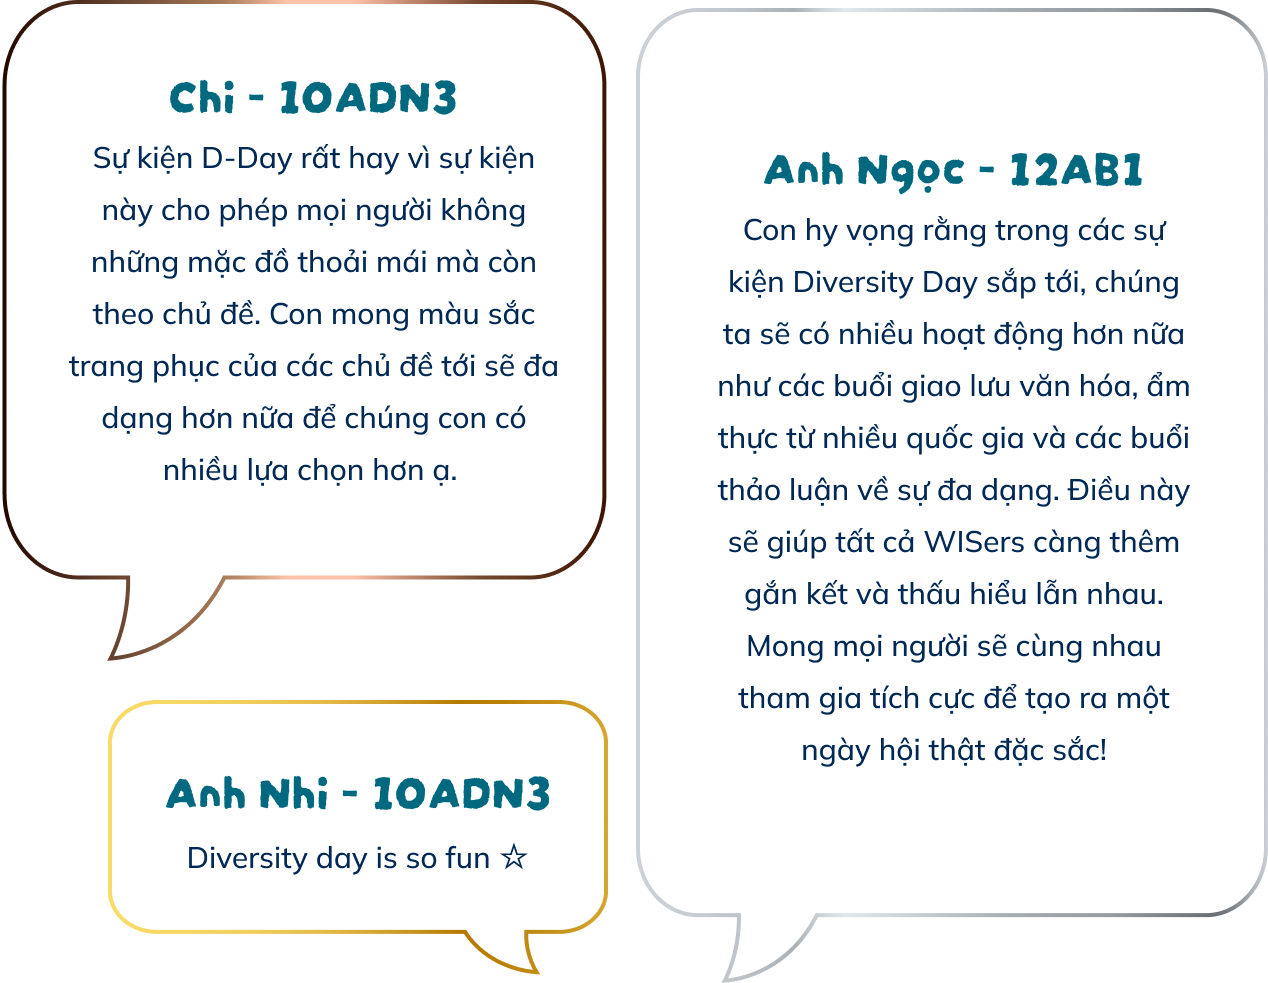 Chi - 10ADN3
Sự kiện D-Day rất hay vì sự kiện
này cho phép mọi người không
những mặc đồ thoải mái mà còn
theo chủ đề. Con mong màu sắc
trang phục của các chủ đề tới sẽ đa
dạng hơn nữa để chúng con có
nhiều lựa chọn hơn ạ.
Anh Nhi - 10ADN3
Diversity day is so fun ☆
Anh Ngọc - 12AB1
Con hy vọng rằng trong các sự
kiện Diversity Day sắp tới, chúng
ta sẽ có nhiều hoạt động hơn nữa
như các buổi giao lưu văn hóa, ẩm
thực từ nhiều quốc gia và các buổi
thảo luận về sự đa dạng. Điều này
sẽ giúp tất cả WISers càng thêm
gắn kết và thấu hiểu lẫn nhau.
Mong mọi người sẽ cùng nhau
tham gia tích cực để tạo ra một
ngày hội thật đặc sắc!